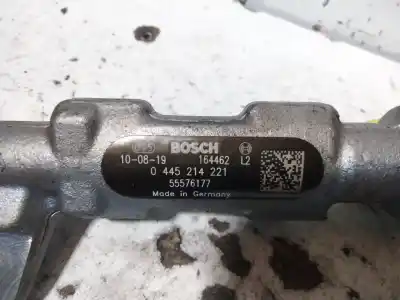 BOSCH
10-08-19 164462 L2
0 445 214 221
55576177
Made in Germany